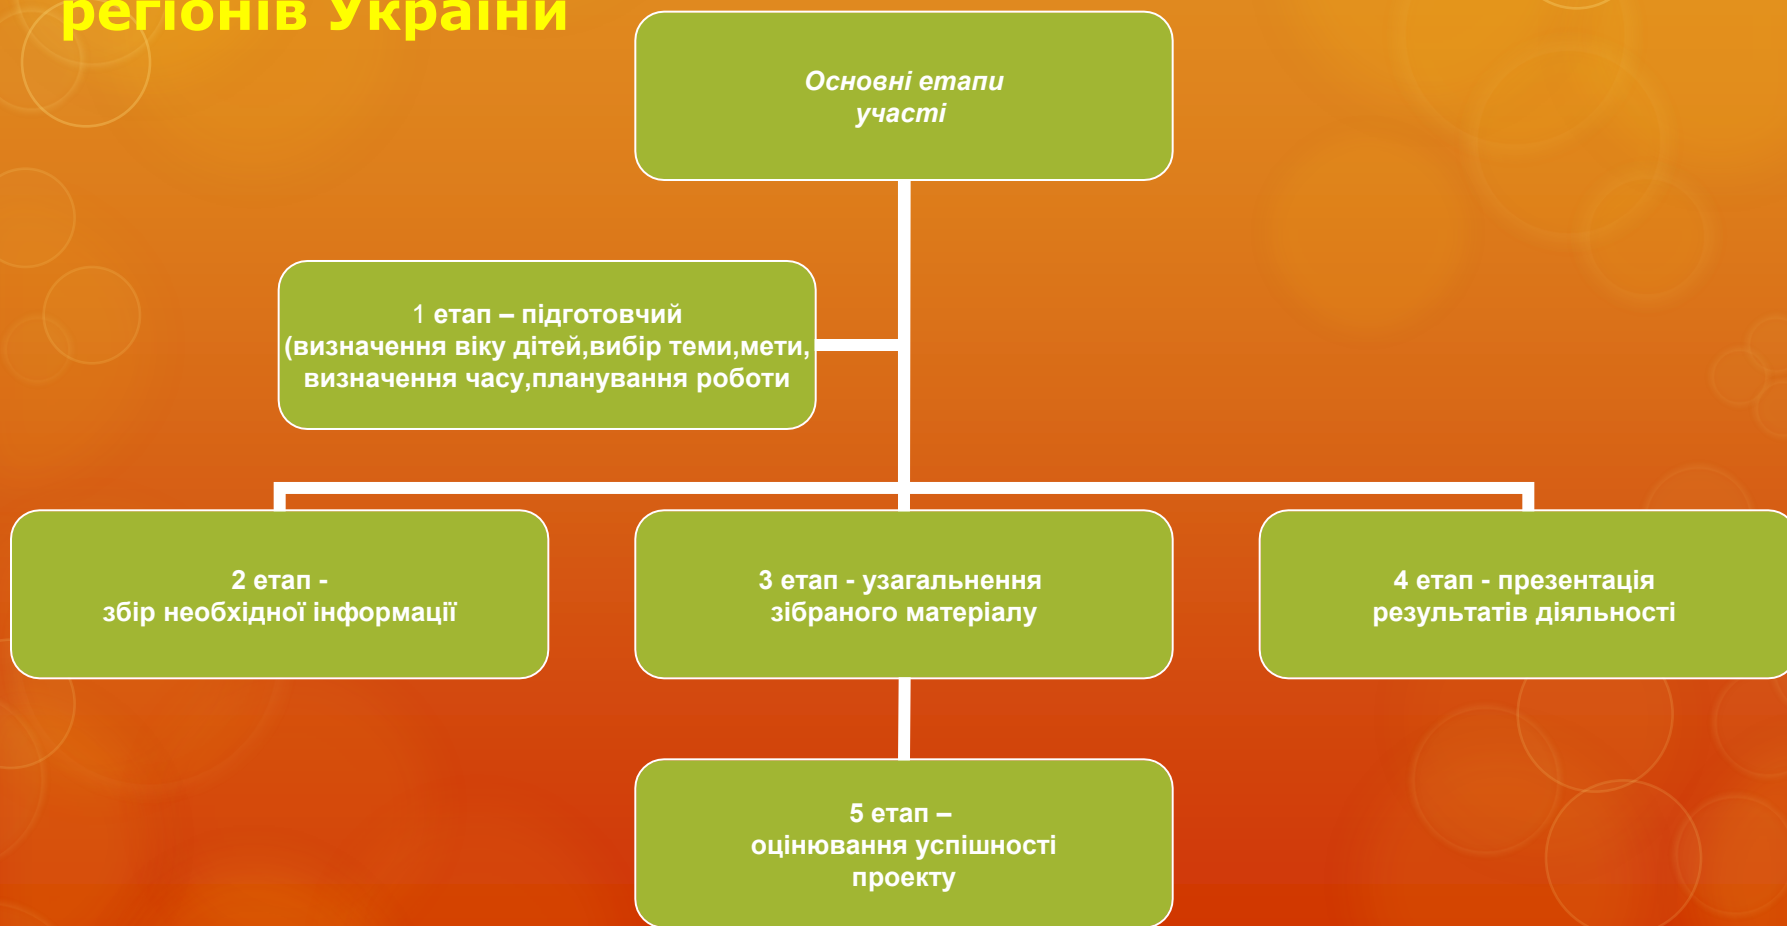 регіонів України
Основні етапи
участі
1 етап – підготовчий
(визначення віку дітей,вибір теми,мети,
визначення часу,планування роботи
2 етап -
збір необхідної інформації
3 етап - узагальнення
зібраного матеріалу
4 етап - презентація
результатів діяльності
5 етап –
оцінювання успішності
проекту